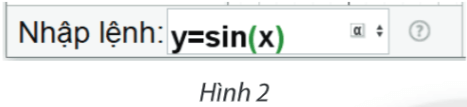 Nhập lệnh: y=sin(x) α ?
Hình 2